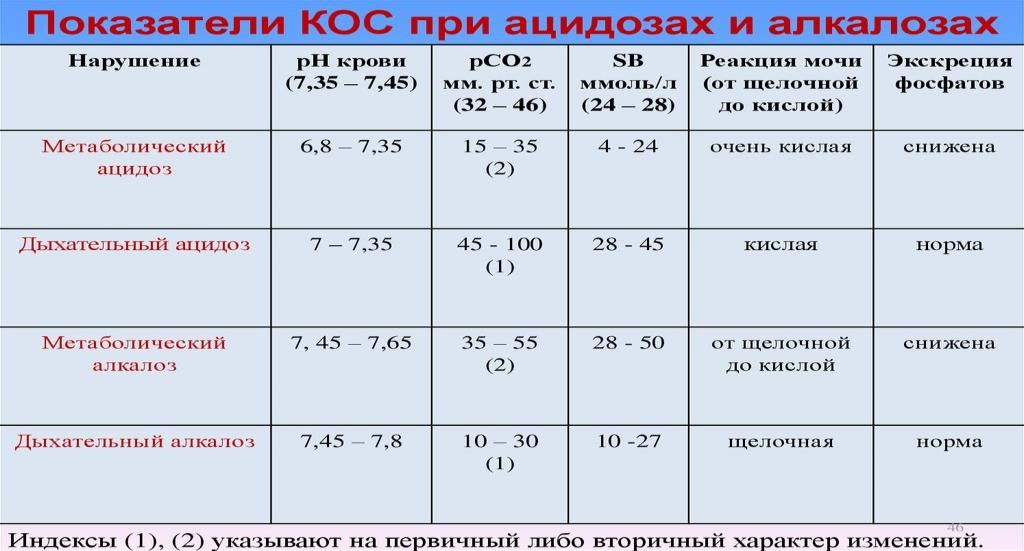 Показатели КОС при ацидозах и алкалозах
Нарушение
рН крови
(7,35 – 7,45)
рСО2
мм. рт. ст.
(32 – 46)
SB
ммоль/л
(24 – 28)
Реакция мочи
(от щелочной
до кислой)
Экскреция
фосфатов
Метаболический
ацидоз
6,8 – 7,35
15 – 35
(2)
4 - 24
очень кислая
снижена
Дыхательный ацидоз
7 – 7,35
45 - 100
(1)
28 - 45
кислая
норма
Метаболический
алкалоз
7, 45 – 7,65
35 – 55
(2)
28 - 50
от щелочной
до кислой
снижена
Дыхательный алкалоз
7,45 – 7,8
10 – 30
(1)
10 -27
щелочная
норма
46
Индексы (1), (2) указывают на первичный либо вторичный характер изменений.